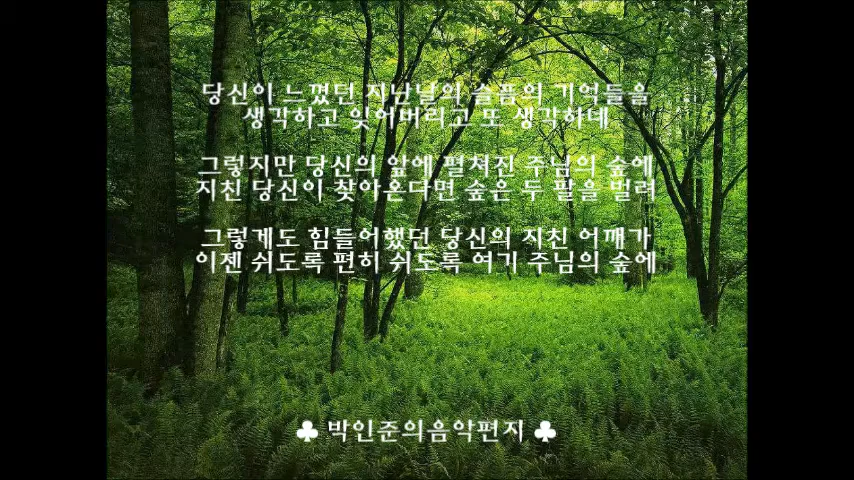 당신이 느꼈던 지난날의 슬픔의 기억들을
생각하고 잊어버리고 또 생각하네
그렇지만 당신의 앞에 펼쳐진 주님의 숲에
지친 당신이 찾아온다면 숲은 두 팔을 벌려
그렇게도 힘들어했던 당신의 지친 어깨가
이젠 쉬도록 편히 쉬도록 여기 주님의 숲에
♣ 박인준의음악편지 ♣